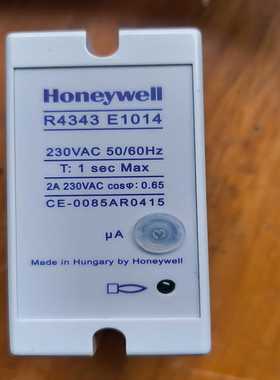 Honeywell
R4343 E1014
230VAC 50/60Hz
T: 1 sec Max
2A 230VAC cosφ: 0.65
CE-0085AR0415
μA
Made in Hungary by Honeywell